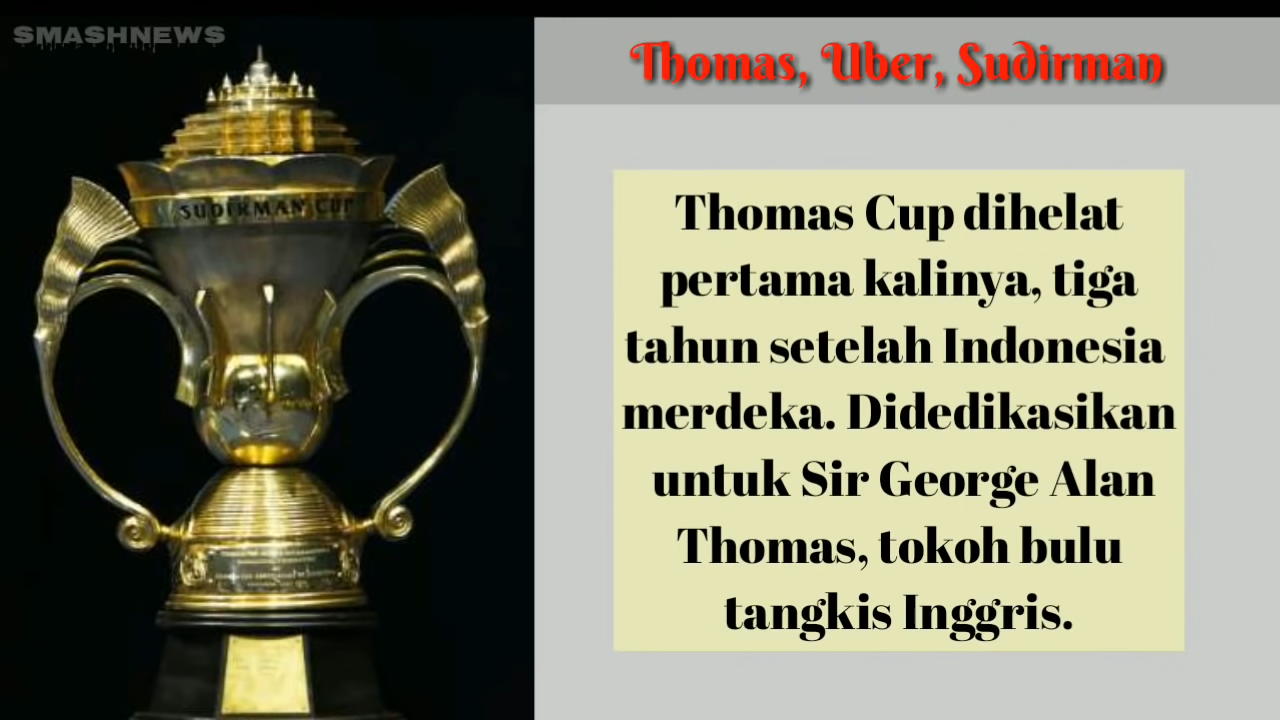 SMASHNEWS
Thomas, Uber, Sudirman
SUDIRMAN CUP
Thomas Cup dihelat
pertama kalinya, tiga
tahun setelah Indonesia
merdeka. Didedikasikan
untuk Sir George Alan
Thomas, tokoh bulu
tangkis Inggris.